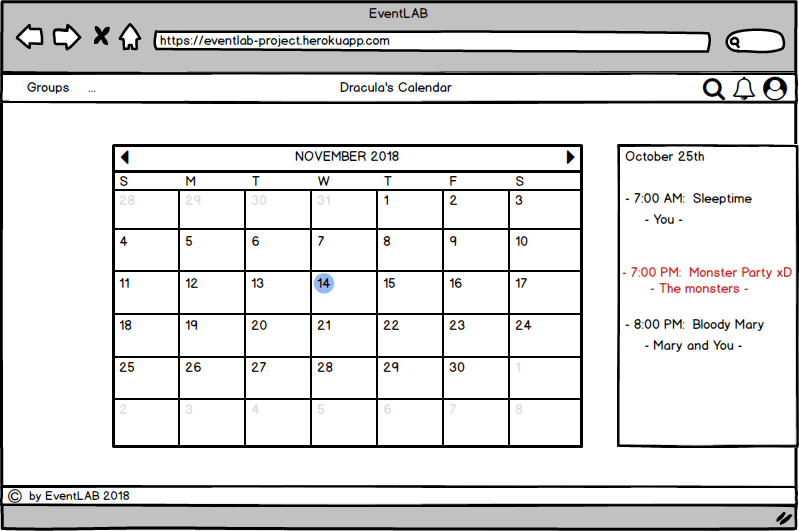 EventLAB
https://eventlab-project.herokuapp.com
Groups ... Dracula's Calendar
NOVEMBER 2018
S M T W T F S
28 29 30 31 1 2 3
4 5 6 7 8 9 10
11 12 13 14 15 16 17
18 19 20 21 22 23 24
25 26 27 28 29 30 1
2 3 4 5 6 7 8
October 25th
- 7:00 AM: Sleeptime
- You -
- 7:00 PM: Monster Party xD
- The monsters -
- 8:00 PM: Bloody Mary
- Mary and You -
© by EventLAB 2018